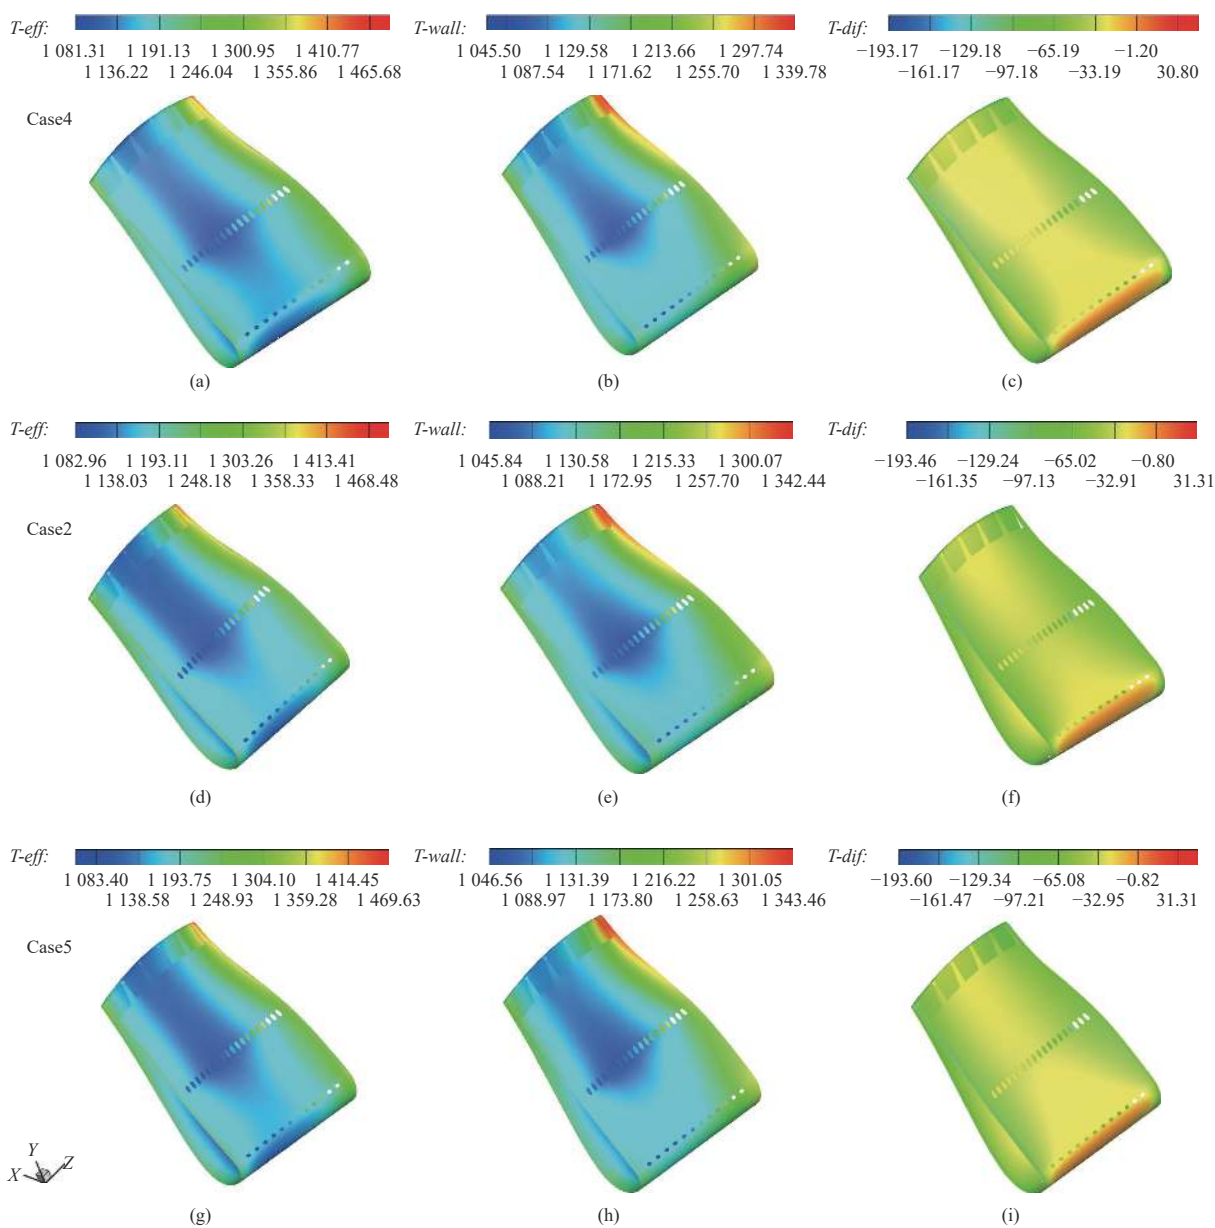 T-eff: T-wall: T-dif:
1 081.31 1 191.13 1 300.95 1 410.77 1 045.50 1 129.58 1 213.66 1 297.74 −193.17 −129.18 −65.19 −1.20
1 136.22 1 246.04 1 355.86 1 465.68 1 087.54 1 171.62 1 255.70 1 339.78 −161.17 −97.18 −33.19 30.80
Case4
(a) (b) (c)
T-eff: T-wall: T-dif:
1 082.96 1 193.11 1 303.26 1 413.41 1 045.84 1 130.58 1 215.33 1 300.07 −193.46 −129.24 −65.02 −0.80
1 138.03 1 248.18 1 358.33 1 468.48 1 088.21 1 172.95 1 257.70 1 342.44 −161.35 −97.13 −32.91 31.31
Case2
(d) (e) (f)
T-eff: T-wall: T-dif:
1 083.40 1 193.75 1 304.10 1 414.45 1 046.56 1 131.39 1 216.22 1 301.05 −193.60 −129.34 −65.08 −0.82
1 138.58 1 248.93 1 359.28 1 469.63 1 088.97 1 173.80 1 258.63 1 343.46 −161.47 −97.21 −32.95 31.31
Case5
Y
X Z
(g) (h) (i)